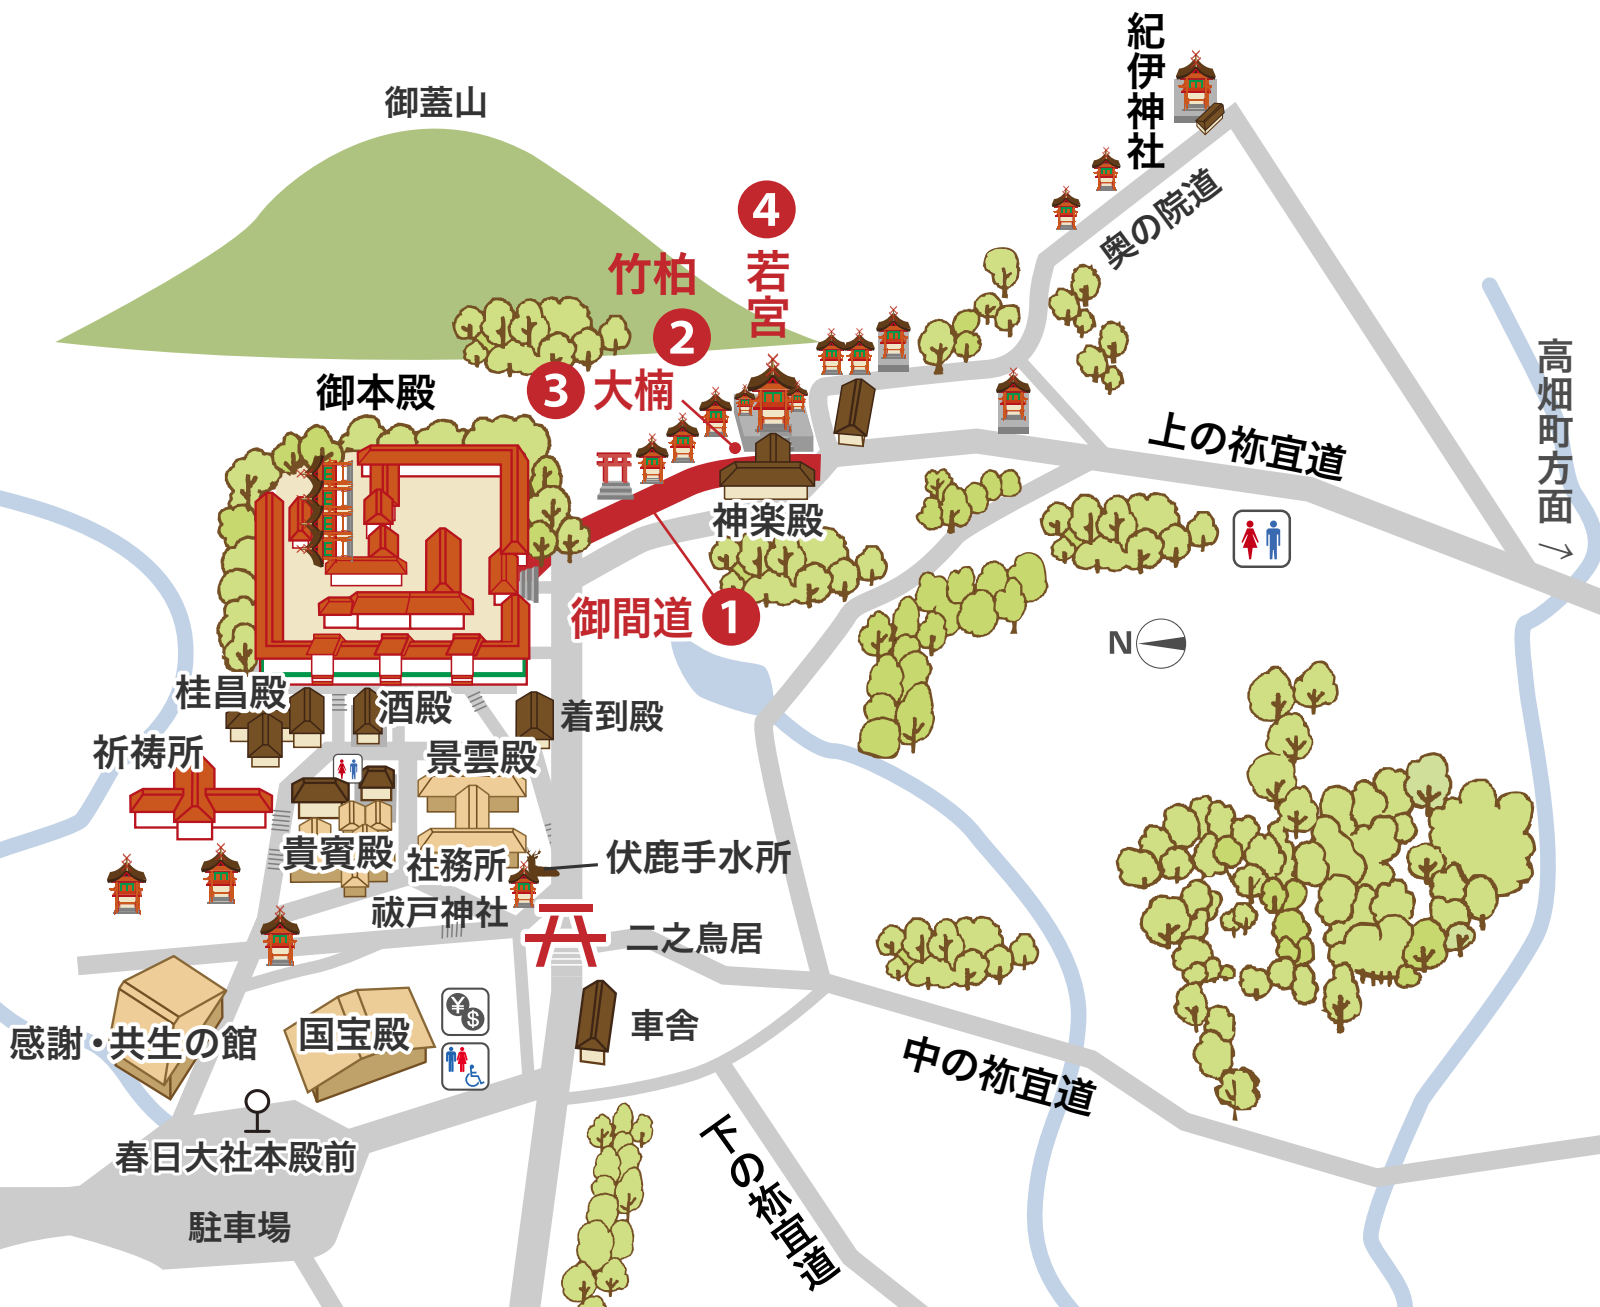 紀伊神社
御蓋山
4
若宮
竹柏
2
3 大楠
奥の院道
御本殿
高畑町方面
→
上の祢宜道
神楽殿
御間道 1
N
桂昌殿
酒殿
着到殿
祈祷所
景雲殿
貴賓殿
社務所
伏鹿手水所
祓戸神社
二之鳥居
¥
$
車舎
感謝・共生の館
国宝殿
中の祢宜道
下の祢宜道
春日大社本殿前
駐車場